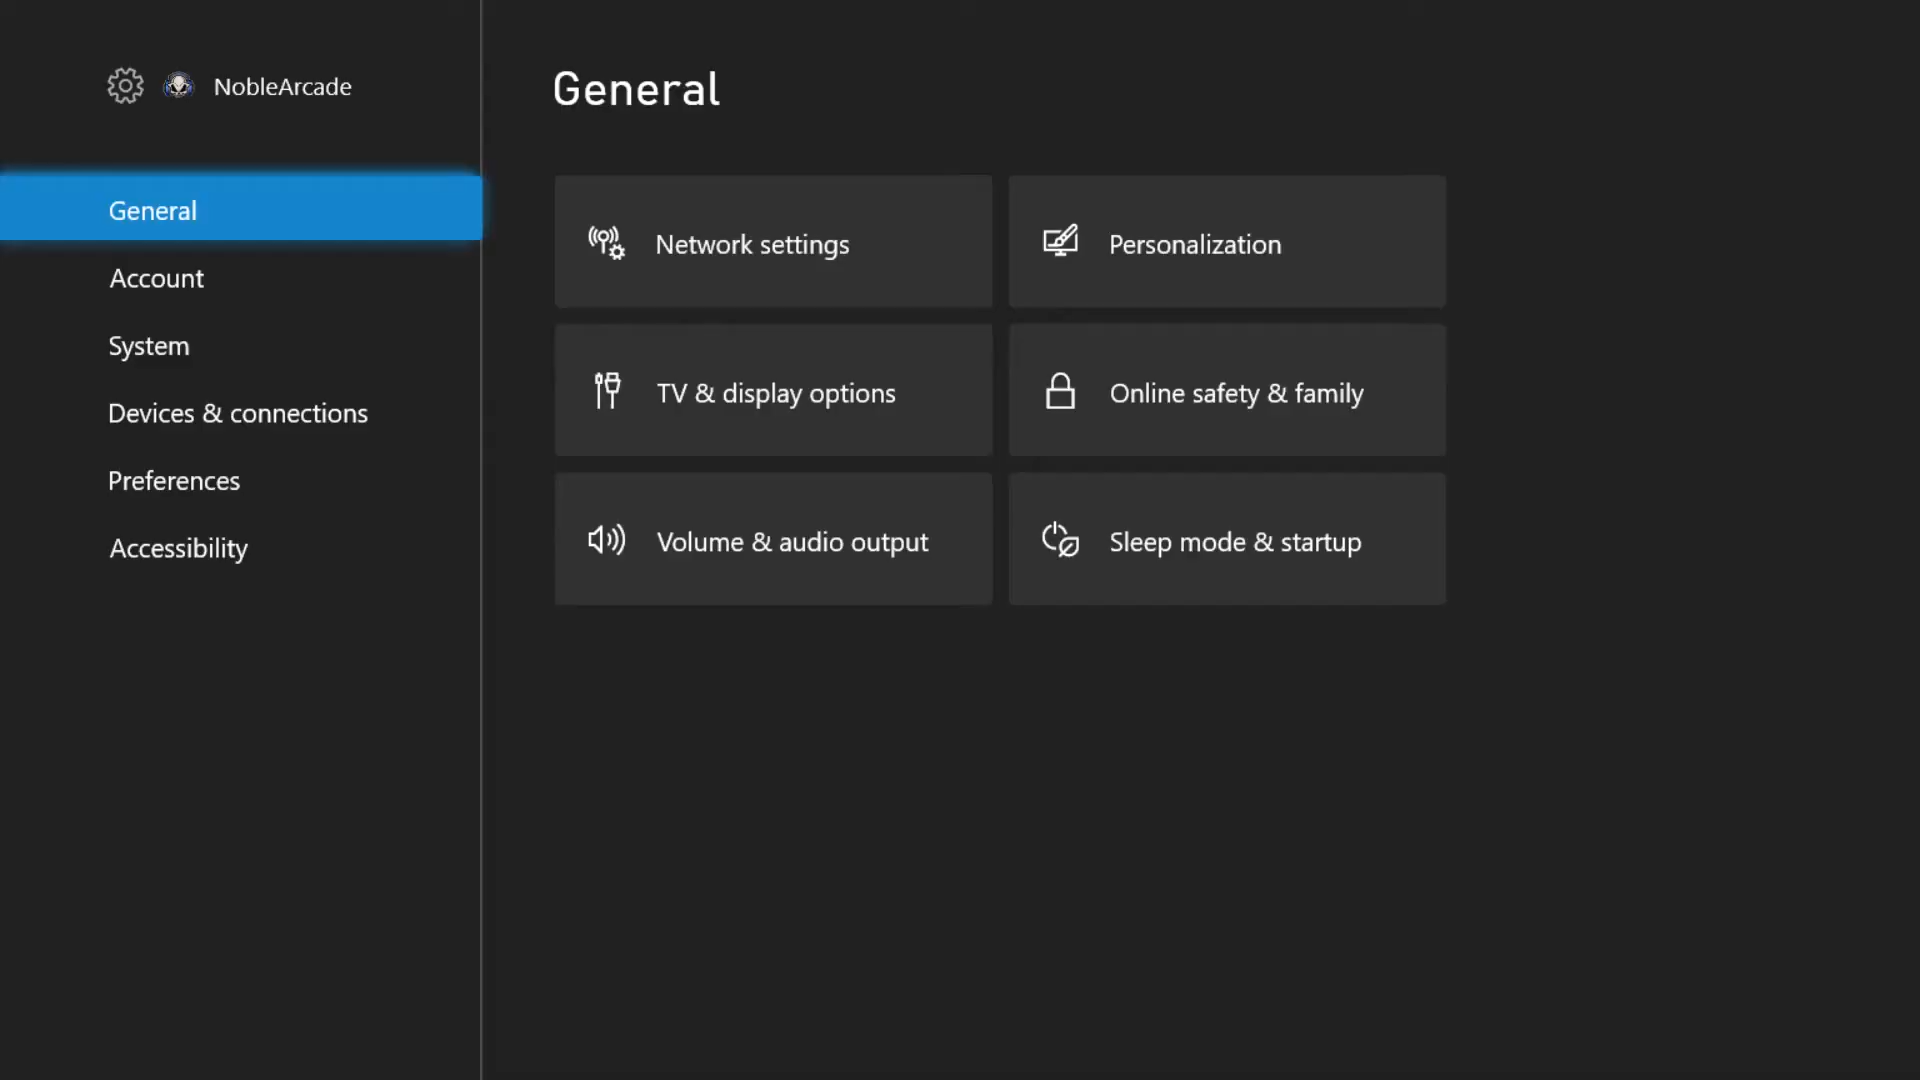 NobleArcade
General
Account
System
Devices & connections
Preferences
Accessibility
General
Network settings
Personalization
TV & display options
Online safety & family
Volume & audio output
Sleep mode & startup